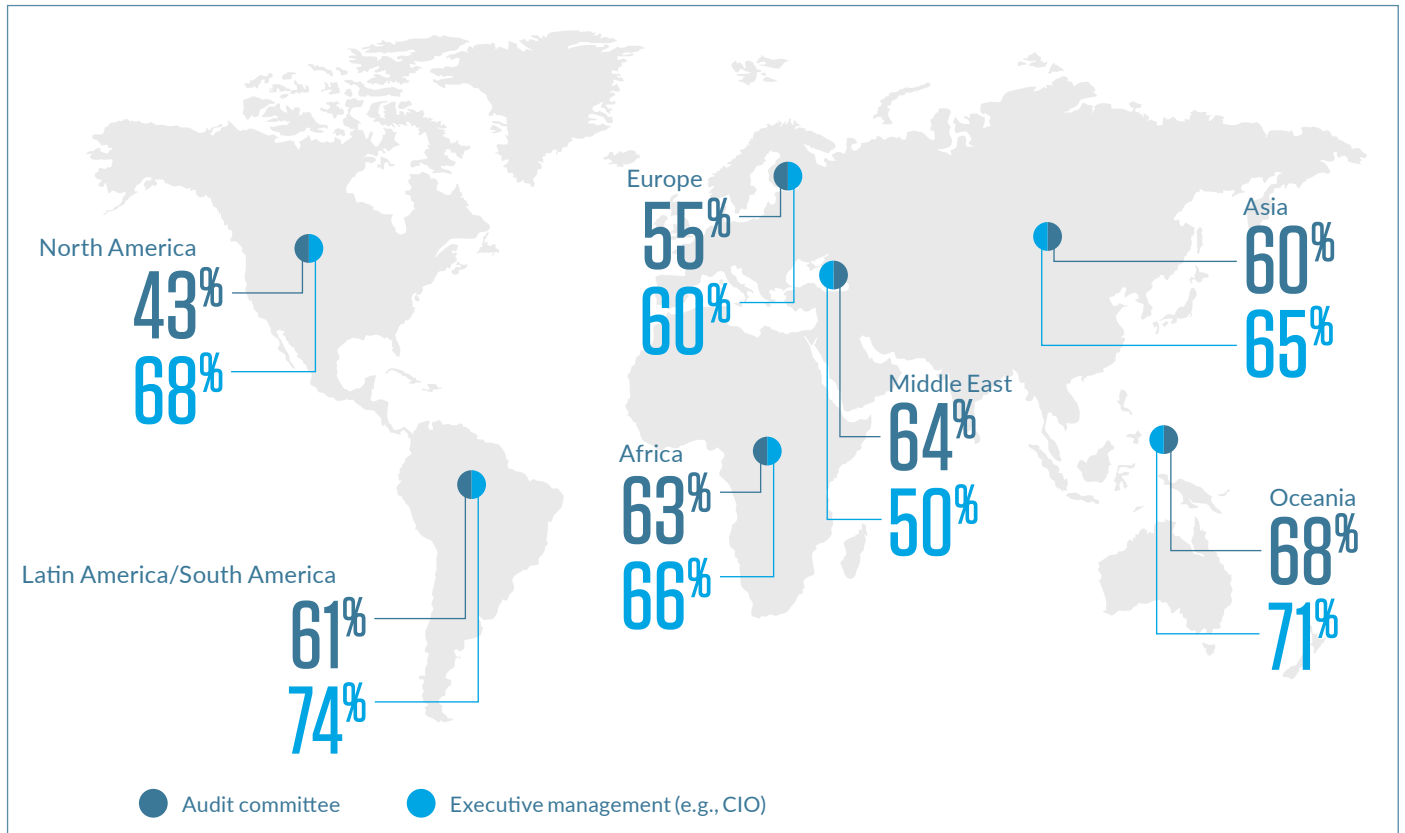 North America
43%
68%
Latin America/South America
61%
74%
Europe
55%
60%
Africa
63%
66%
Middle East
64%
50%
Asia
60%
65%
Oceania
68%
71%
Audit committee
Executive management (e.g., CIO)